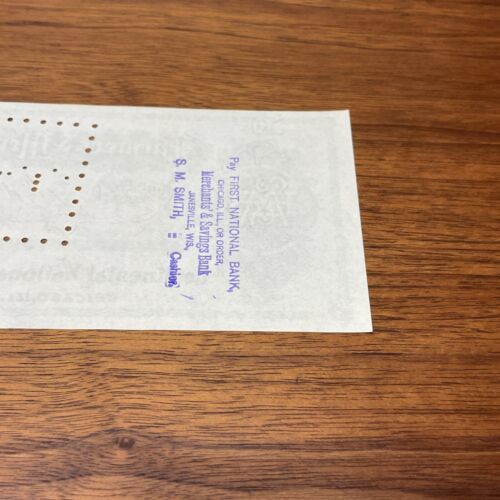 Pay FIRST NATIONAL BANK,
CHICAGO, ILL., OR ORDER,
Merchants' & Savings Bank
JANESVILLE, WIS.,
S. M. SMITH, = Cashier.